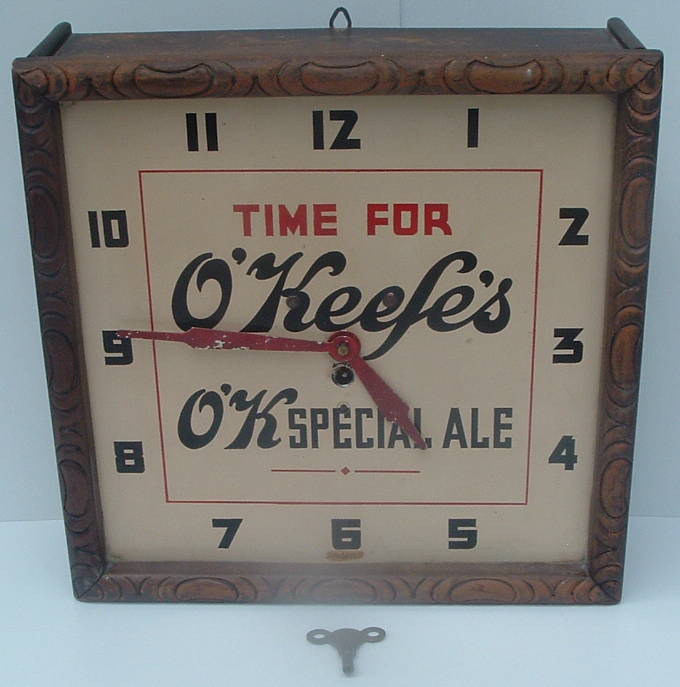 11 12 1
TIME FOR
10 2
O'Keefe's
9 3
O'K SPECIAL ALE
8 4
7 6 5